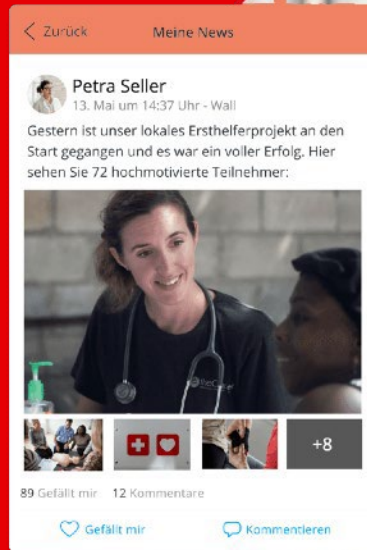 Zurück
Meine News
Petra Seller
13. Mai um 14:37 Uhr - Wall
Gestern ist unser lokales Ersthelferprojekt an den
Start gegangen und es war ein voller Erfolg. Hier
sehen Sie 72 hochmotivierte Teilnehmer:
+8
89 Gefällt mir 12 Kommentare
Gefällt mir
Kommentieren